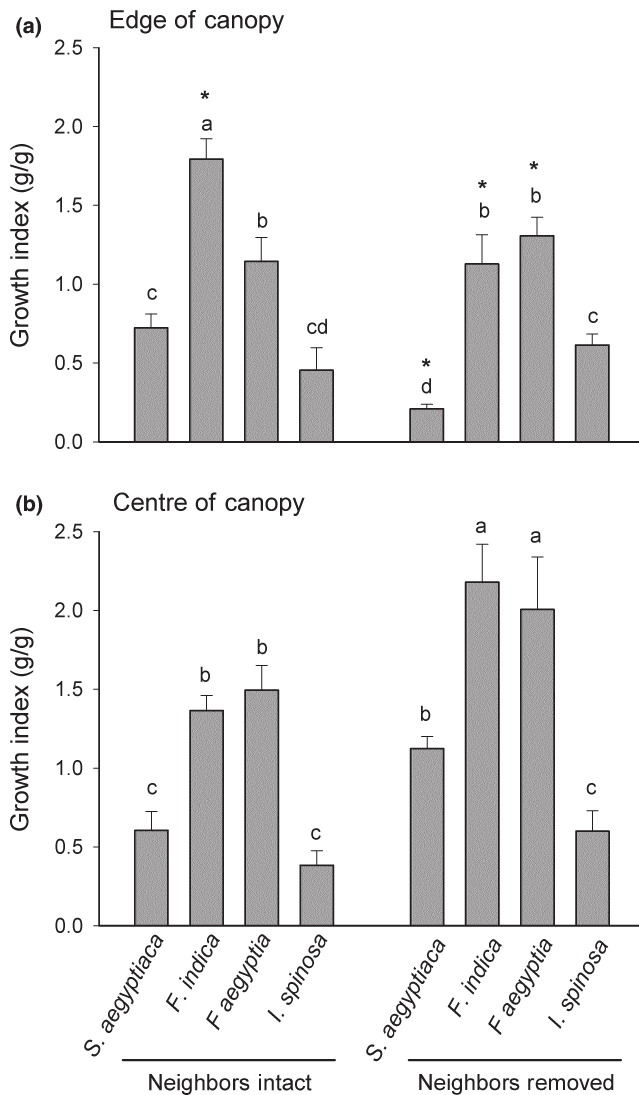 (a) Edge of canopy
Growth index (g/g)
2.5
2.0
1.5
1.0
0.5
0.0
c
*
a
b
cd
*
d
*
b
*
b
c
(b) Centre of canopy
Growth index (g/g)
2.5
2.0
1.5
1.0
0.5
0.0
c
b
b
c
b
a
a
c
S. aegyptiaca
F. indica
F aegyptia
I. spinosa
S. aegyptiaca
F. indica
F aegyptia
I. spinosa
Neighbors intact
Neighbors removed